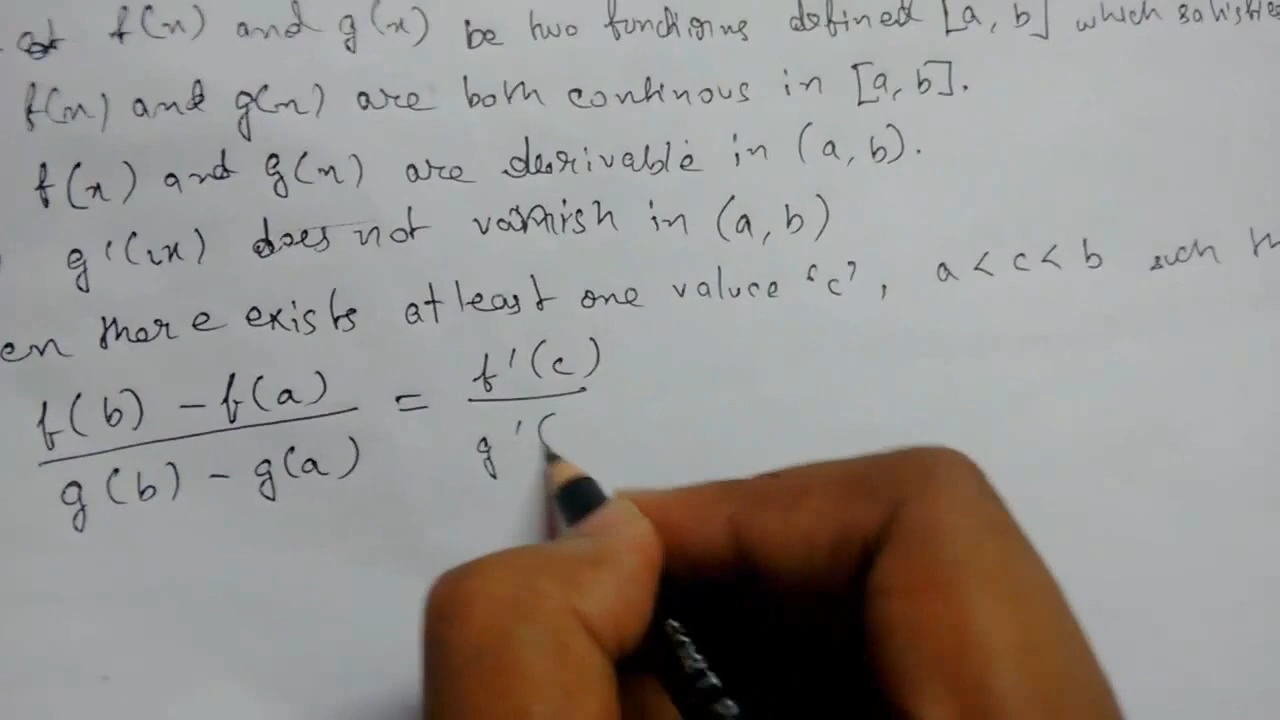 f(x) and g(x) be two functions defined [a, b] which satisfies
f(x) and g(x) are both continous in [a, b].
f(x) and g(x) are derivable in (a, b).
g'(x) does not vanish in (a, b)
en there exists atleast one value 'c', a < c < b such
f(b) - f(a) = f'(c)
g(b) - g(a) g'(